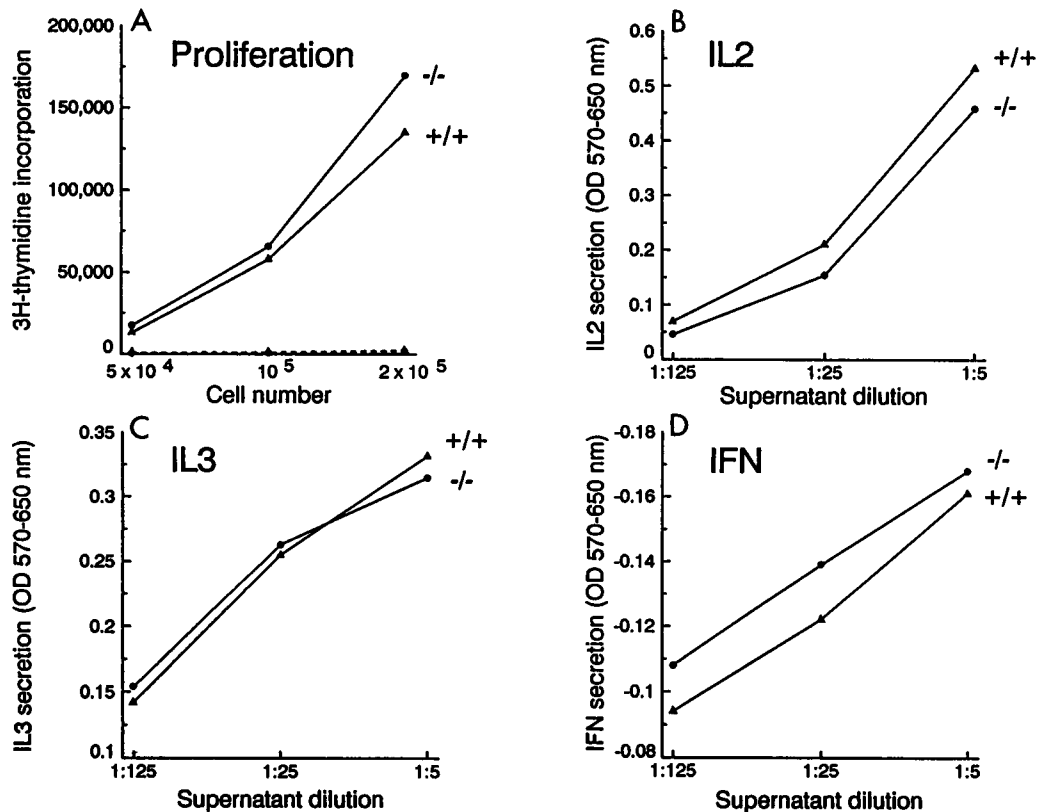 A
Proliferation
3H-thymidine incorporation
200,000
150,000
100,000
50,000
0
-/-
+/+
5 x 10 4
10 5
2 x 10 5
Cell number
B
IL2
IL2 secretion (OD 570-650 nm)
0.6
0.5
0.4
0.3
0.2
0.1
0
+/+
-/-
1:125
1:25
1:5
Supernatant dilution
C
IL3
IL3 secretion (OD 570-650 nm)
0.35
0.3
0.25
0.2
0.15
0.1
+/+
-/-
1:125
1:25
1:5
Supernatant dilution
D
IFN
IFN secretion (OD 570-650 nm)
-0.18
-0.16
-0.14
-0.12
-0.1
-0.08
-/-
+/+
1:125
1:25
1:5
Supernatant dilution